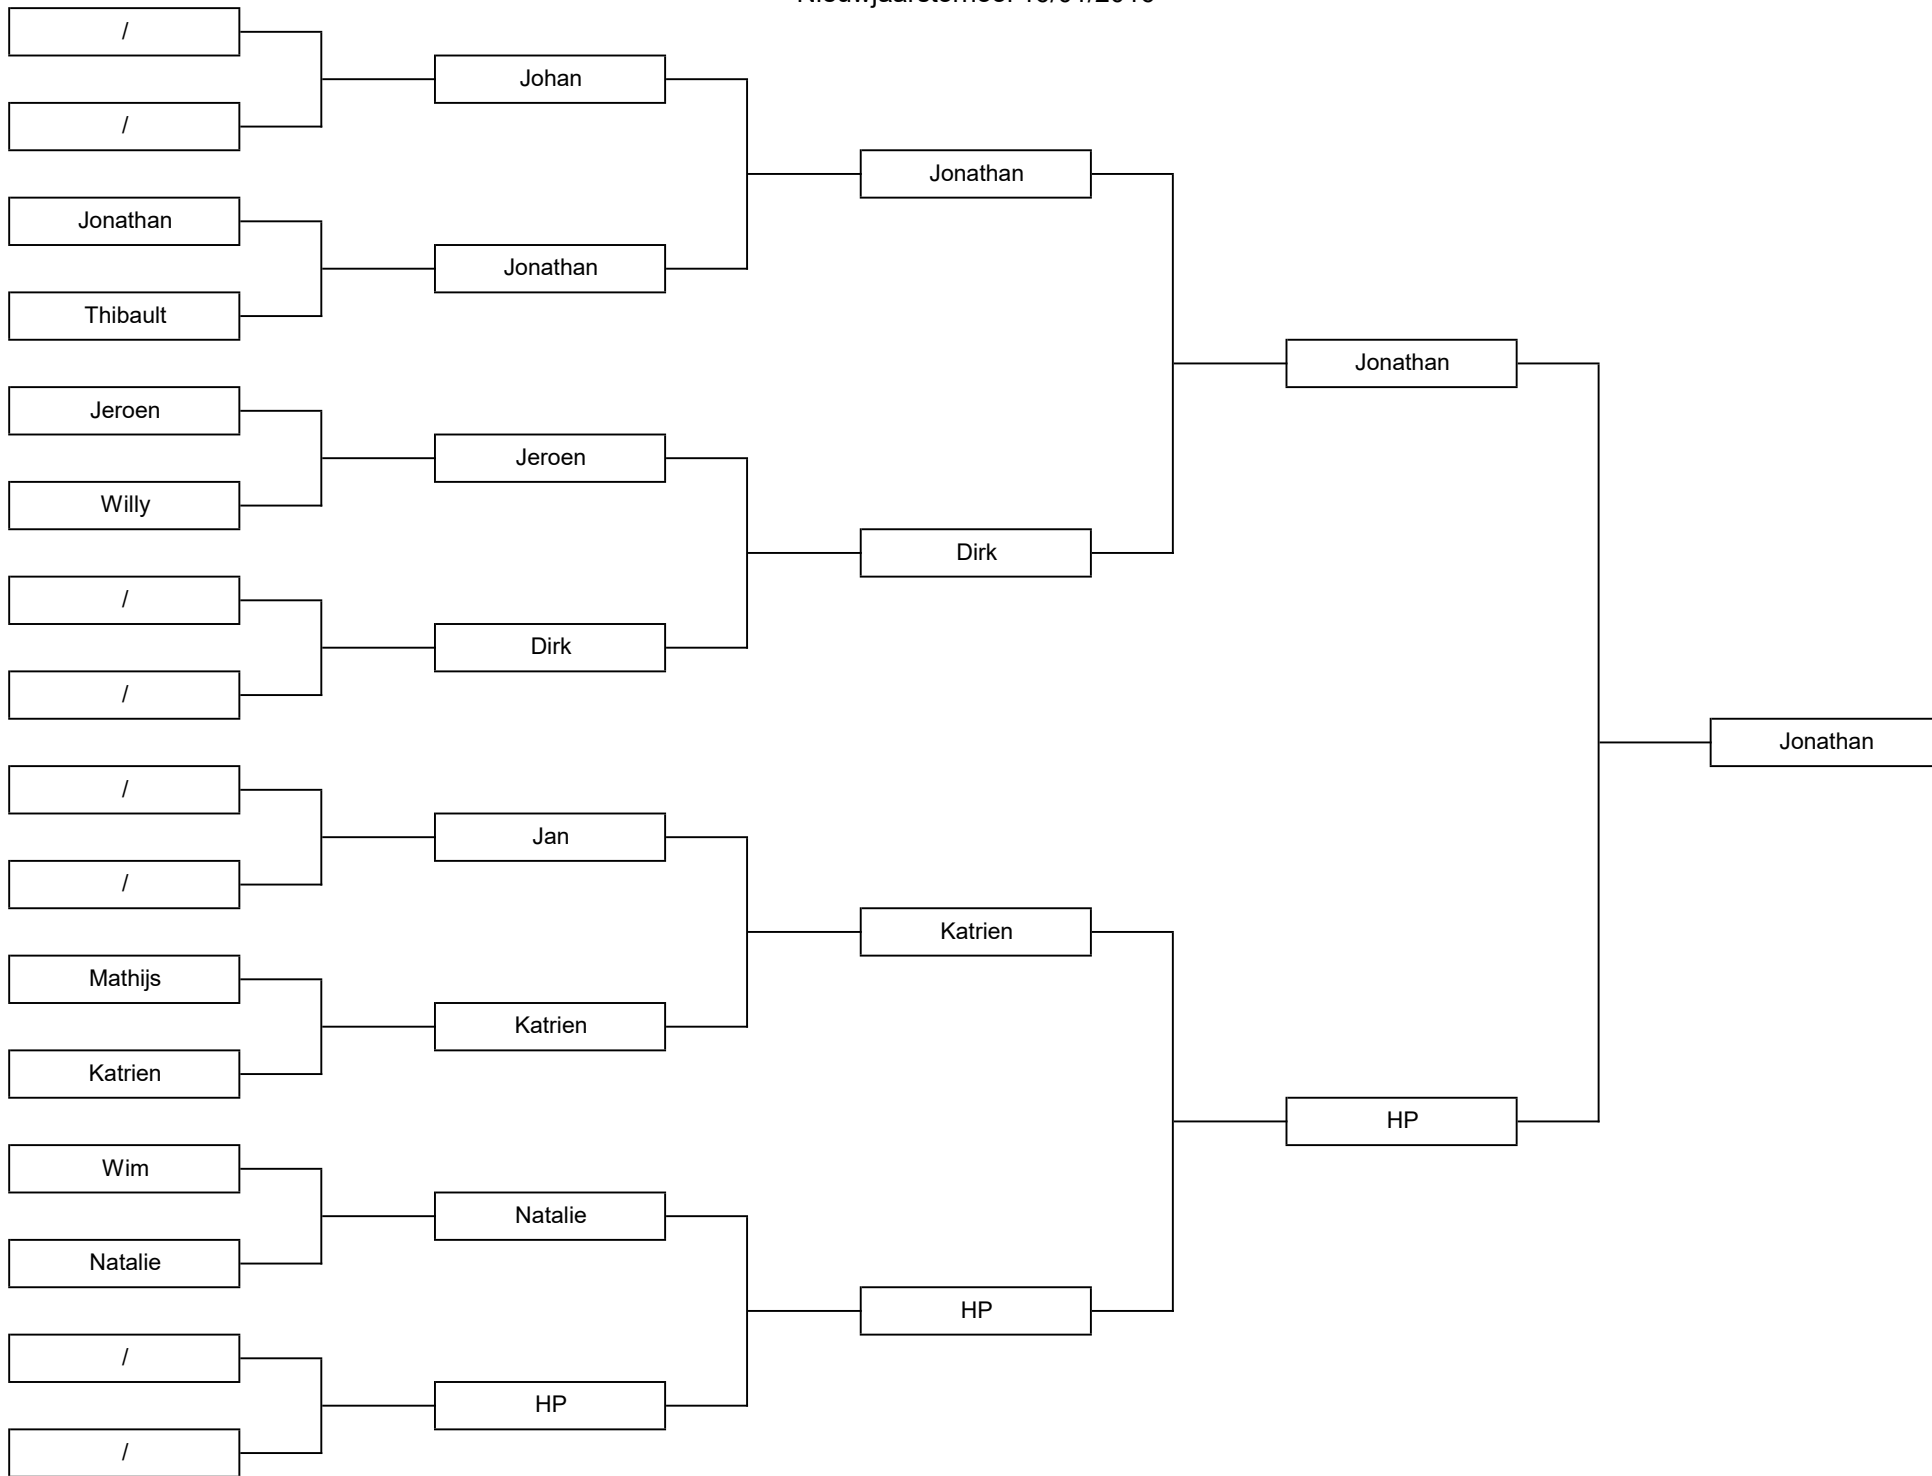 /
Johan
/
Jonathan
Jonathan
Jonathan
Thibault
Jonathan
Jeroen
Jeroen
Willy
Dirk
/
Dirk
/
Jonathan
/
Jan
/
Katrien
Mathijs
Katrien
Katrien
HP
Wim
Natalie
Natalie
HP
/
HP
/